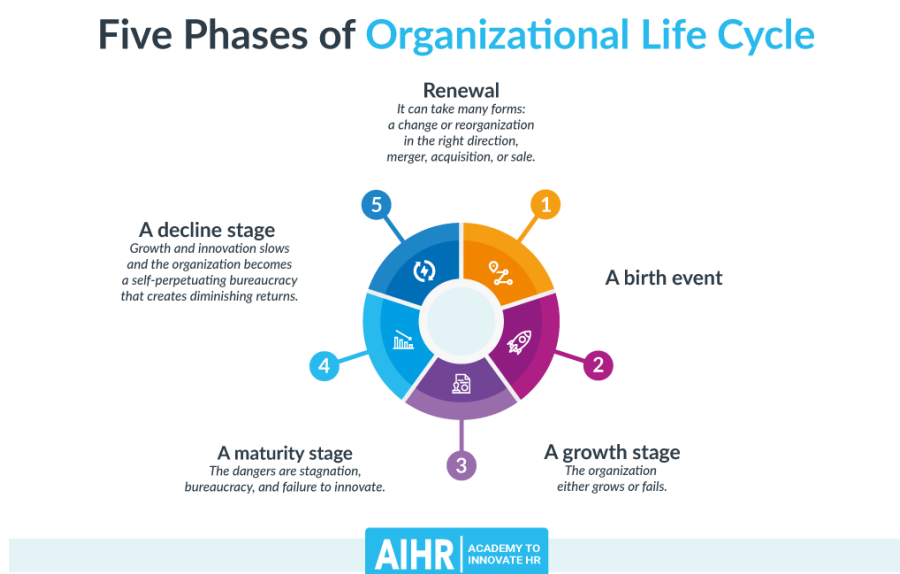 Five Phases of Organizational Life Cycle
Renewal
It can take many forms:
a change or reorganization
in the right direction,
merger, acquisition, or sale.
5
1
A decline stage
Growth and innovation slows
and the organization becomes
a self-perpetuating bureaucracy
that creates diminishing returns.
A birth event
4
2
A maturity stage
The dangers are stagnation,
bureaucracy, and failure to innovate.
3
A growth stage
The organization
either grows or fails.
AIHR
ACADEMY TO
INNOVATE HR